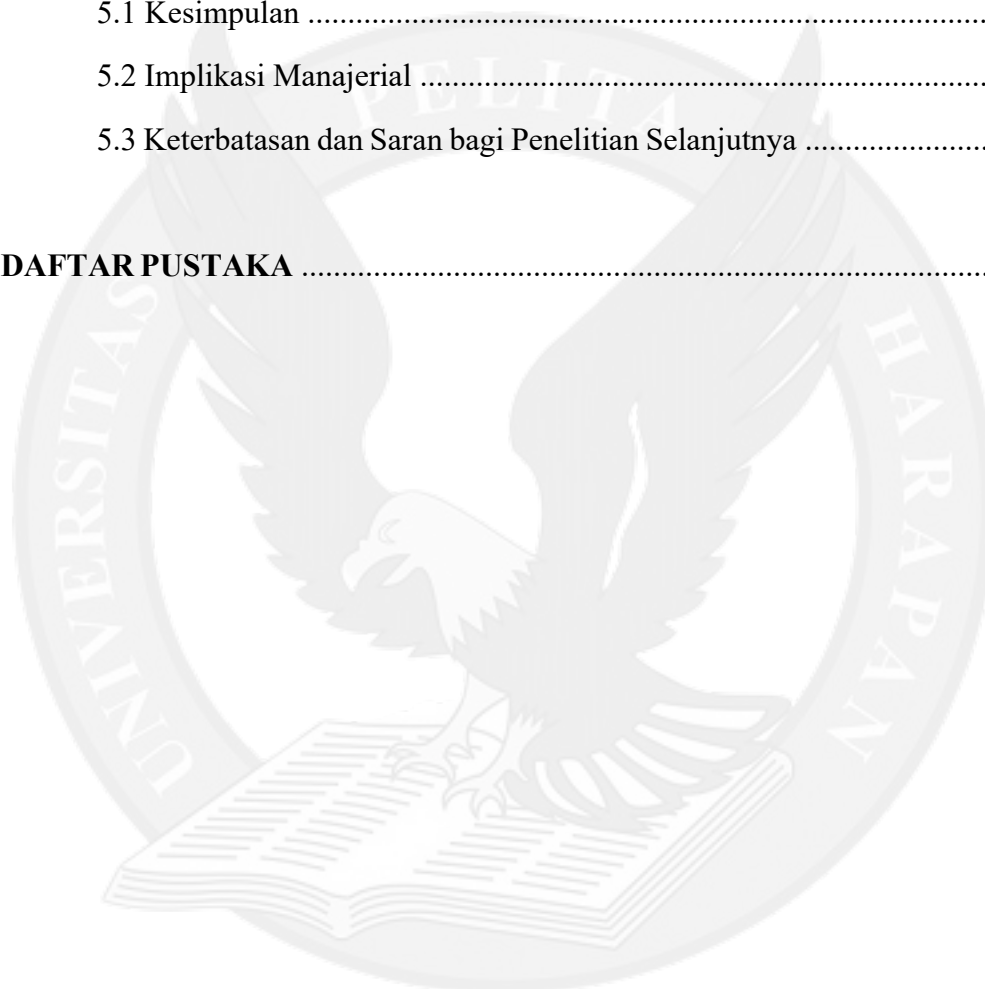 5.1 Kesimpulan ........................................................................................
5.2 Implikasi Manajerial ..........................................................................
5.3 Keterbatasan dan Saran bagi Penelitian Selanjutnya .......................
DAFTAR PUSTAKA .......................................................................................
UNIVERSITAS PELITA HARAPAN